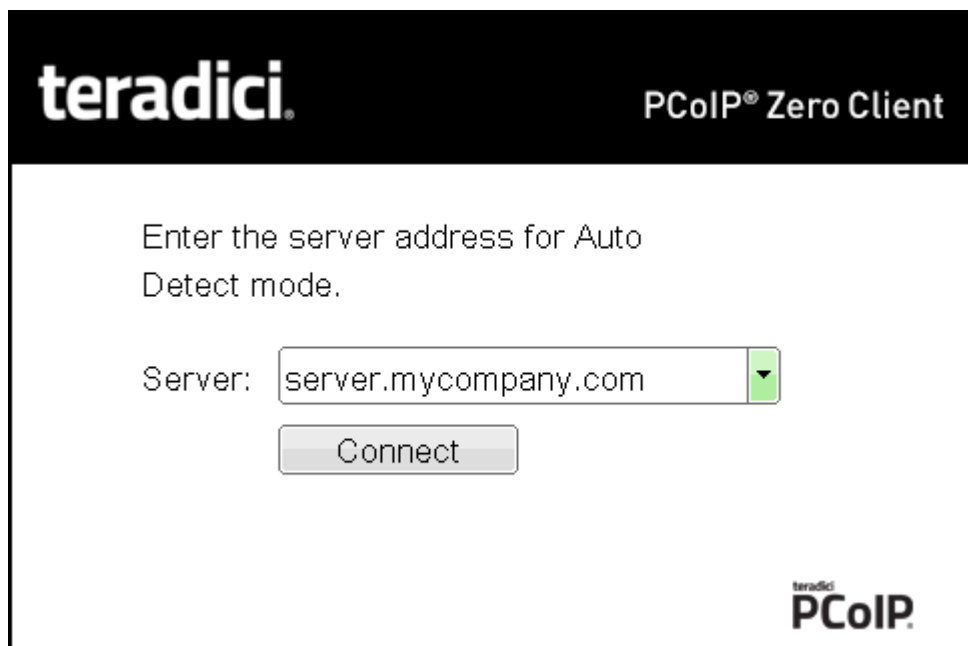 teradici.
PCoIP® Zero Client
Enter the server address for Auto
Detect mode.
Server: server.mycompany.com
Connect
teradici
PCoIP.